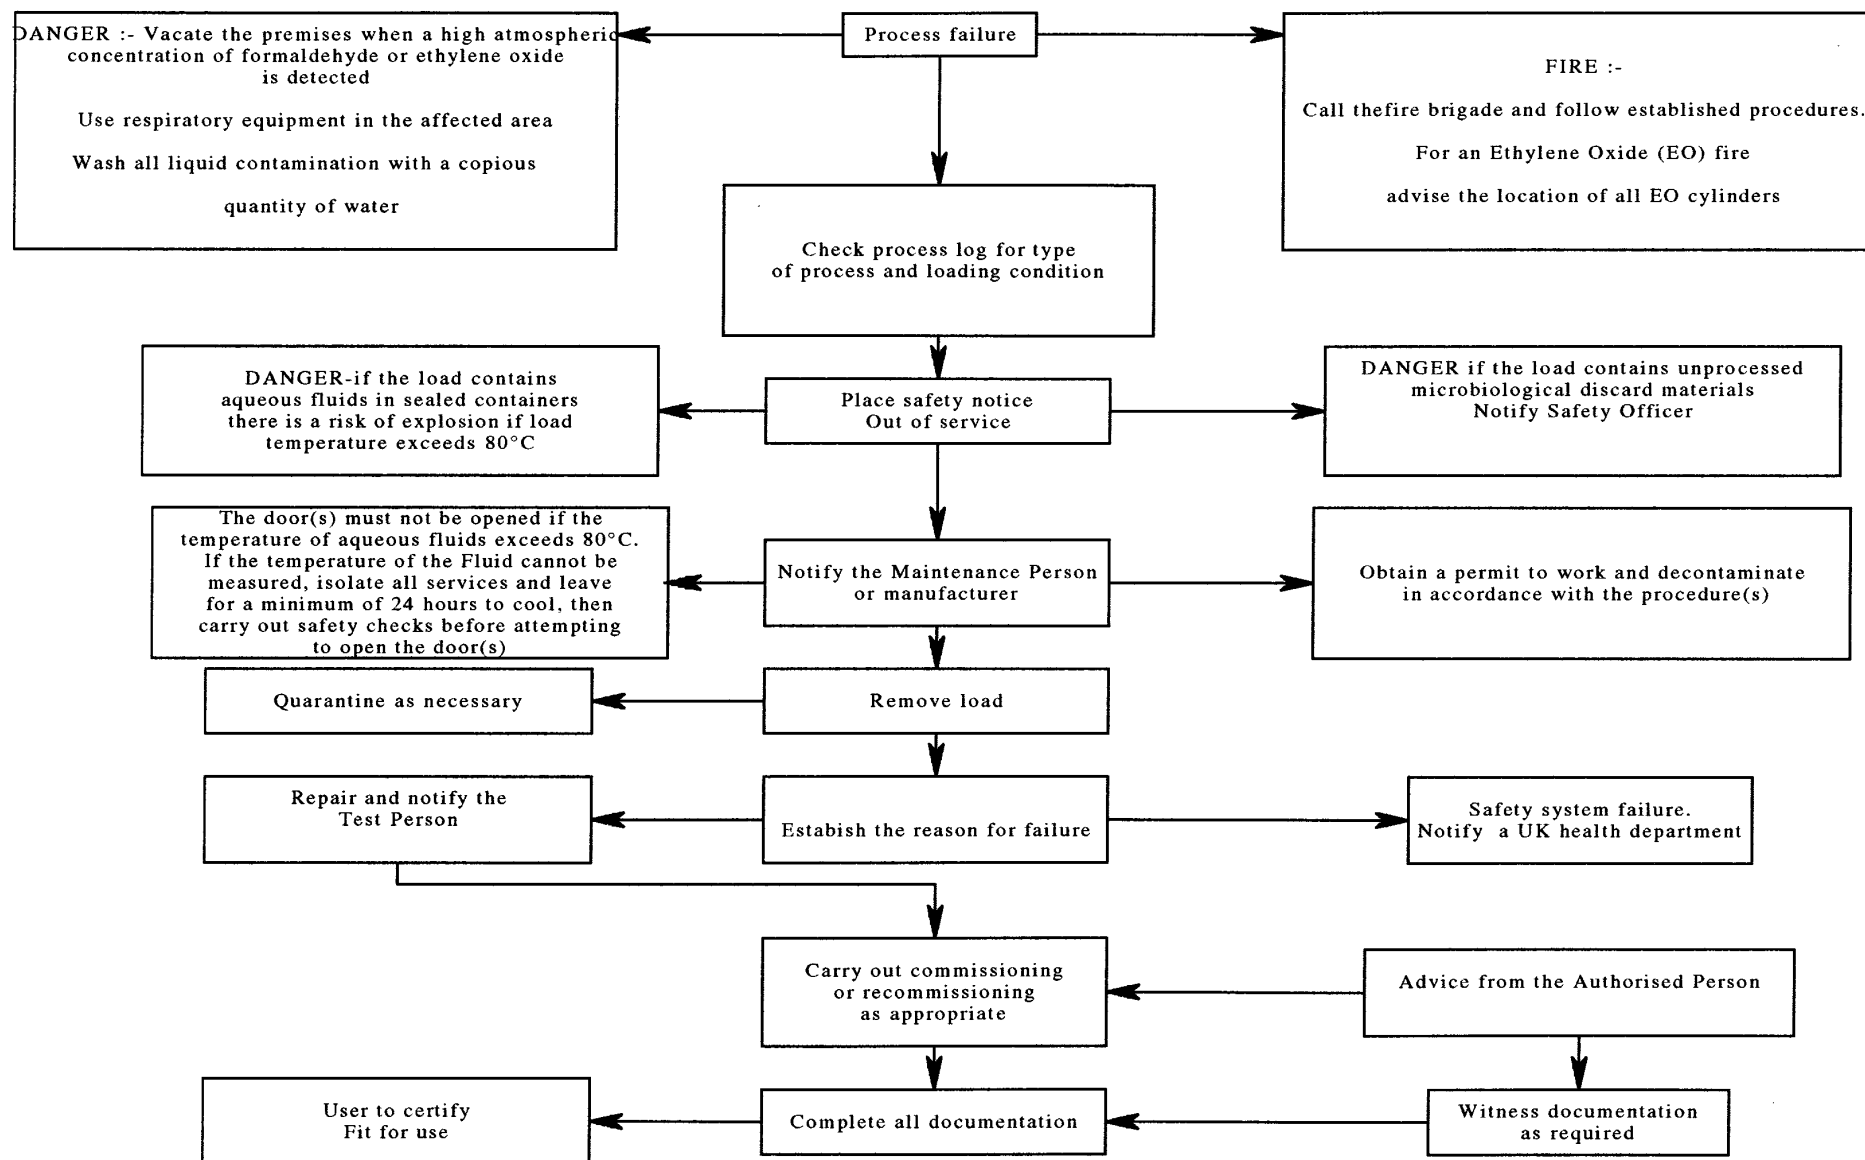 DANGER :- Vacate the premises when a high atmospheric
concentration of formaldehyde or ethylene oxide
is detected
Use respiratory equipment in the affected area
Wash all liquid contamination with a copious
quantity of water
Process failure
FIRE :-
Call thefire brigade and follow established procedures.
For an Ethylene Oxide (EO) fire
advise the location of all EO cylinders
Check process log for type
of process and loading condition
DANGER-if the load contains
aqueous fluids in sealed containers
there is a risk of explosion if load
temperature exceeds 80°C
Place safety notice
Out of service
DANGER if the load contains unprocessed
microbiological discard materials
Notify Safety Officer
The door(s) must not be opened if the
temperature of aqueous fluids exceeds 80°C.
If the temperature of the Fluid cannot be
measured, isolate all services and leave
for a minimum of 24 hours to cool, then
carry out safety checks before attempting
to open the door(s)
Notify the Maintenance Person
or manufacturer
Obtain a permit to work and decontaminate
in accordance with the procedure(s)
Quarantine as necessary
Remove load
Repair and notify the
Test Person
Estabish the reason for failure
Safety system failure.
Notify a UK health department
Carry out commissioning
or recommissioning
as appropriate
Advice from the Authorised Person
User to certify
Fit for use
Complete all documentation
Witness documentation
as required